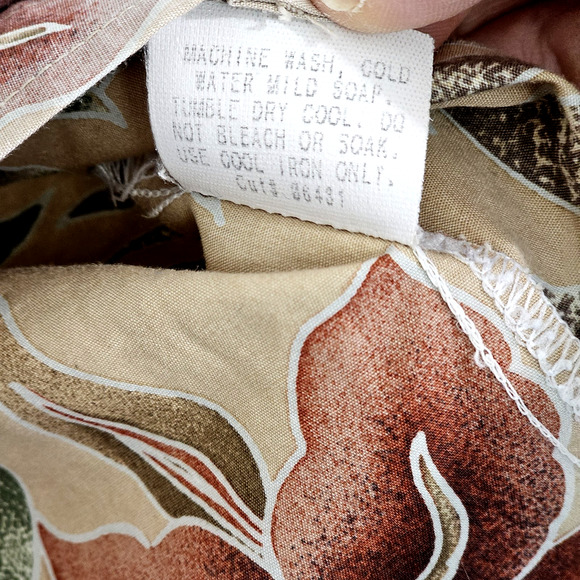 MACHINE WASH, COLD
WATER MILD SOAP.
TUMBLE DRY COOL. DO
NOT BLEACH OR SOAK.
USE COOL IRON ONLY.
Cut# 86431